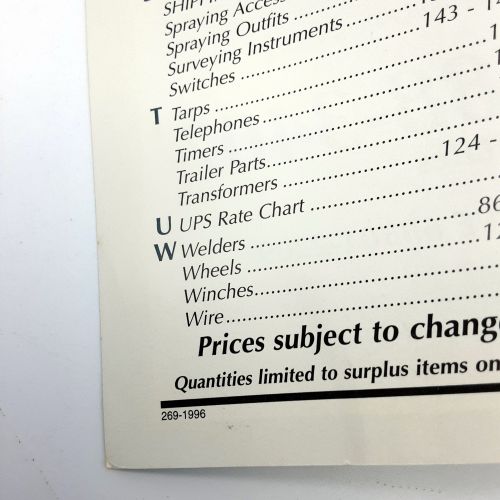 Spraying
Spraying Outfits
Surveying Instruments 143 -
Switches
T Tarps
Telephones
Timers
Trailer Parts 124 -
Transformers
U UPS Rate Chart
W Welders 86
Wheels
Winches
Wire
Prices subject to
Quantities limited to surplus items on
269-1996